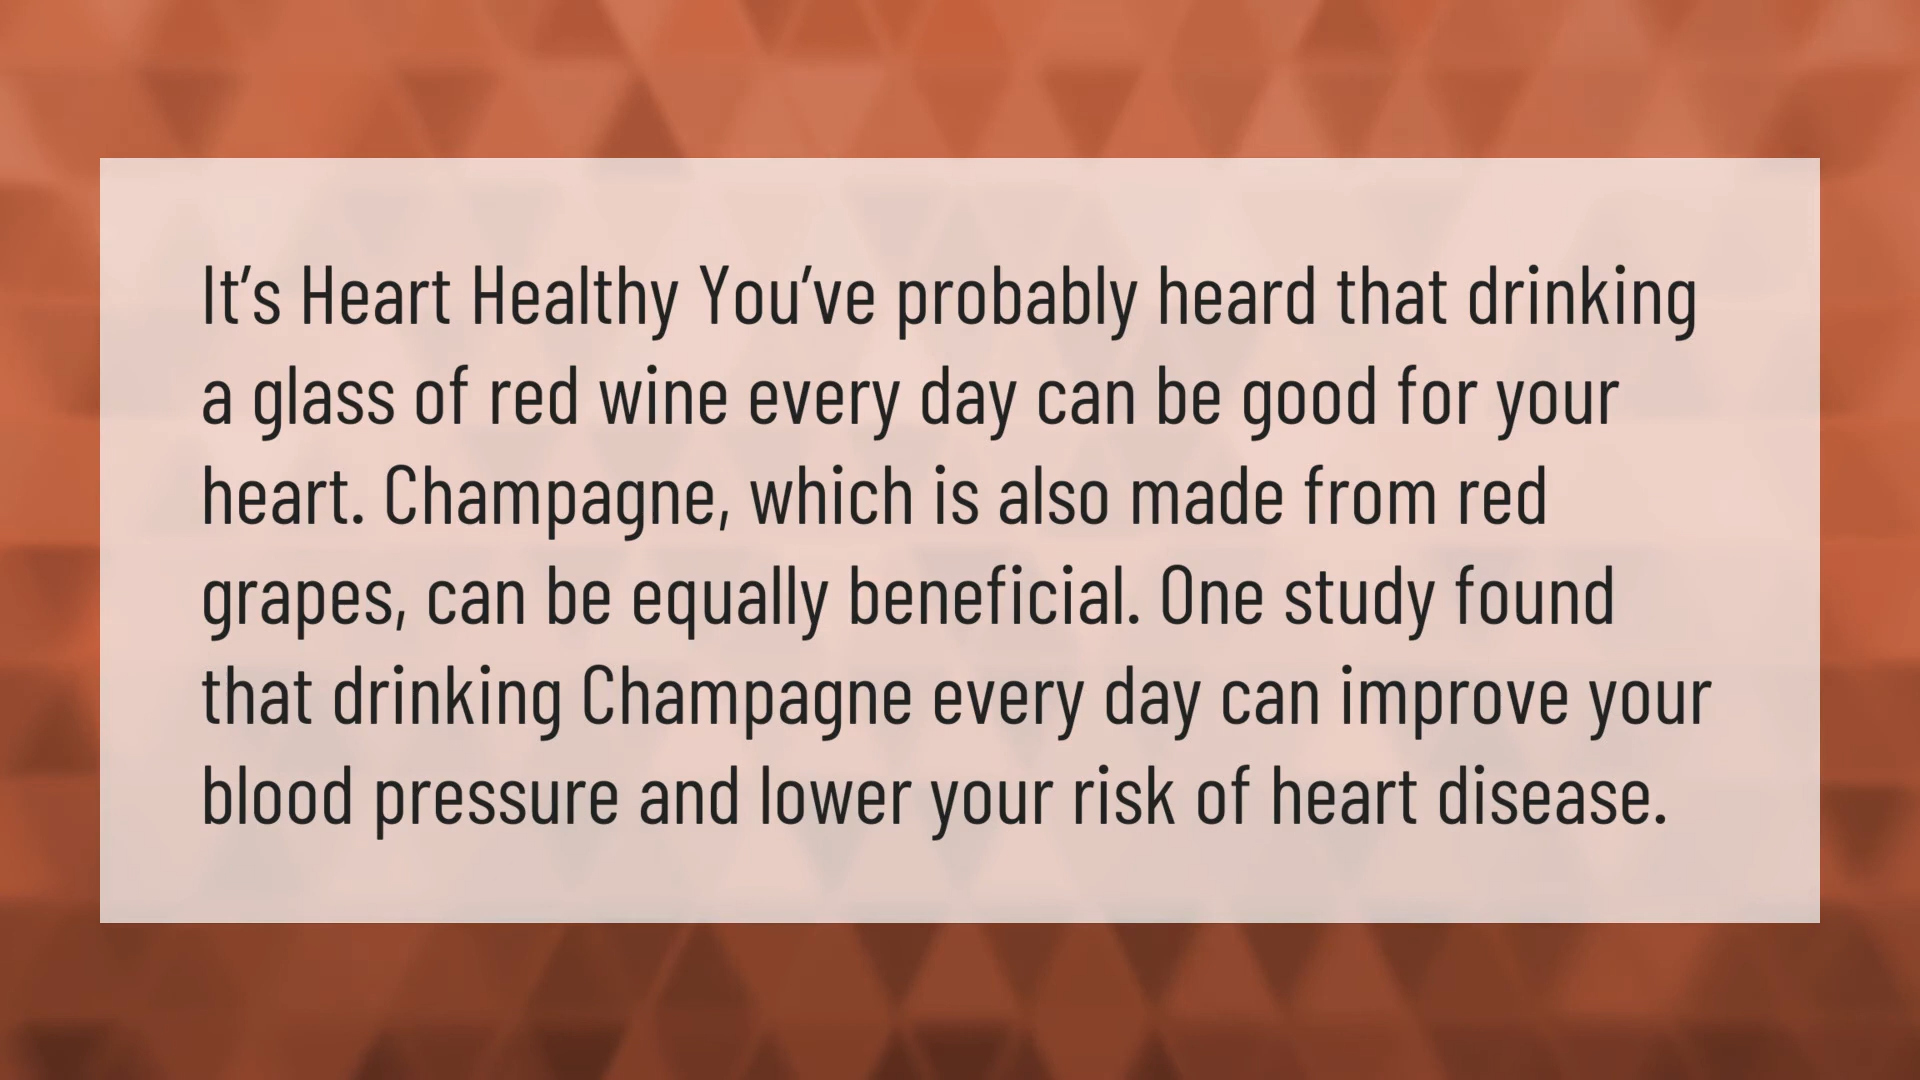 It’s Heart Healthy You’ve probably heard that drinking
a glass of red wine every day can be good for your
heart. Champagne, which is also made from red
grapes, can be equally beneficial. One study found
that drinking Champagne every day can improve your
blood pressure and lower your risk of heart disease.